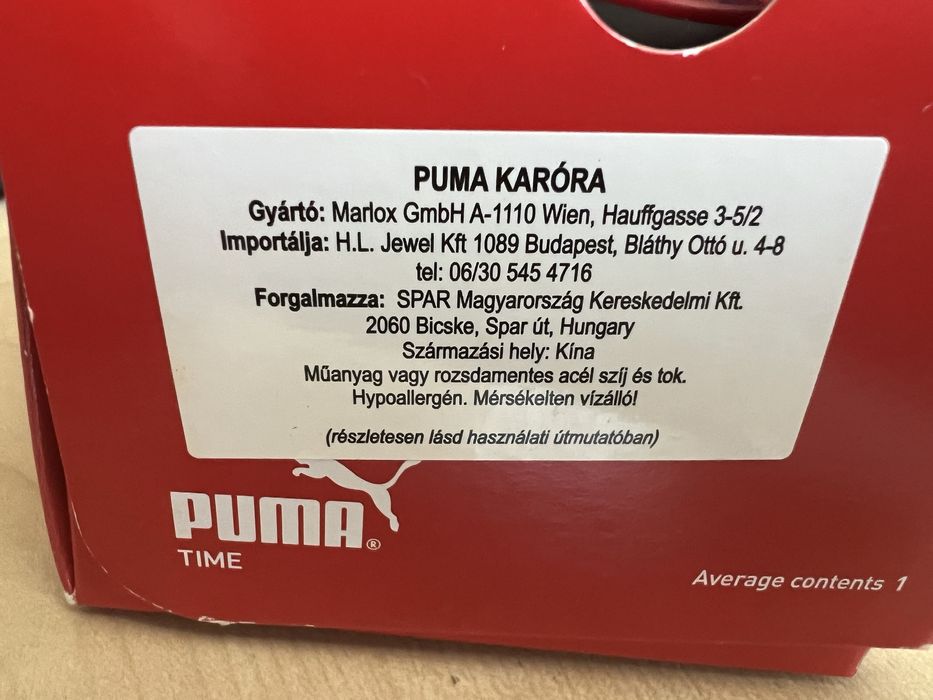 PUMA KARÓRA
Gyártó: Marlox GmbH A-1110 Wien, Hauffgasse 3-5/2
Importálja: H.L. Jewel Kft 1089 Budapest, Bláthy Ottó u. 4-8
tel: 06/30 545 4716
Forgalmazza: SPAR Magyarország Kereskedelmi Kft.
2060 Bicske, Spar út, Hungary
Származási hely: Kína
Műanyag vagy rozsdamentes acél szíj és tok.
Hypoallergén. Mérsékelten vízálló!
(részletesen lásd használati útmutatóban)
PUMA®
TIME
Average contents 1